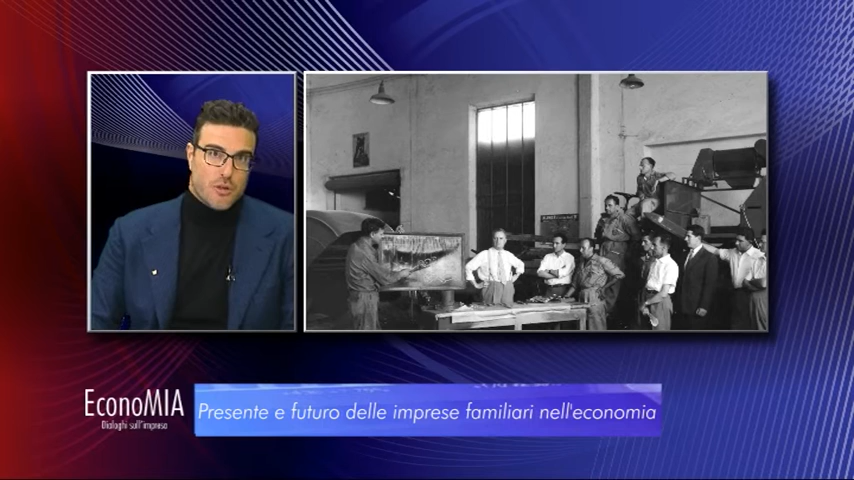 EconoMIA
Dialoghi sull'impresa
Presente e futuro delle imprese familiari nell'economia